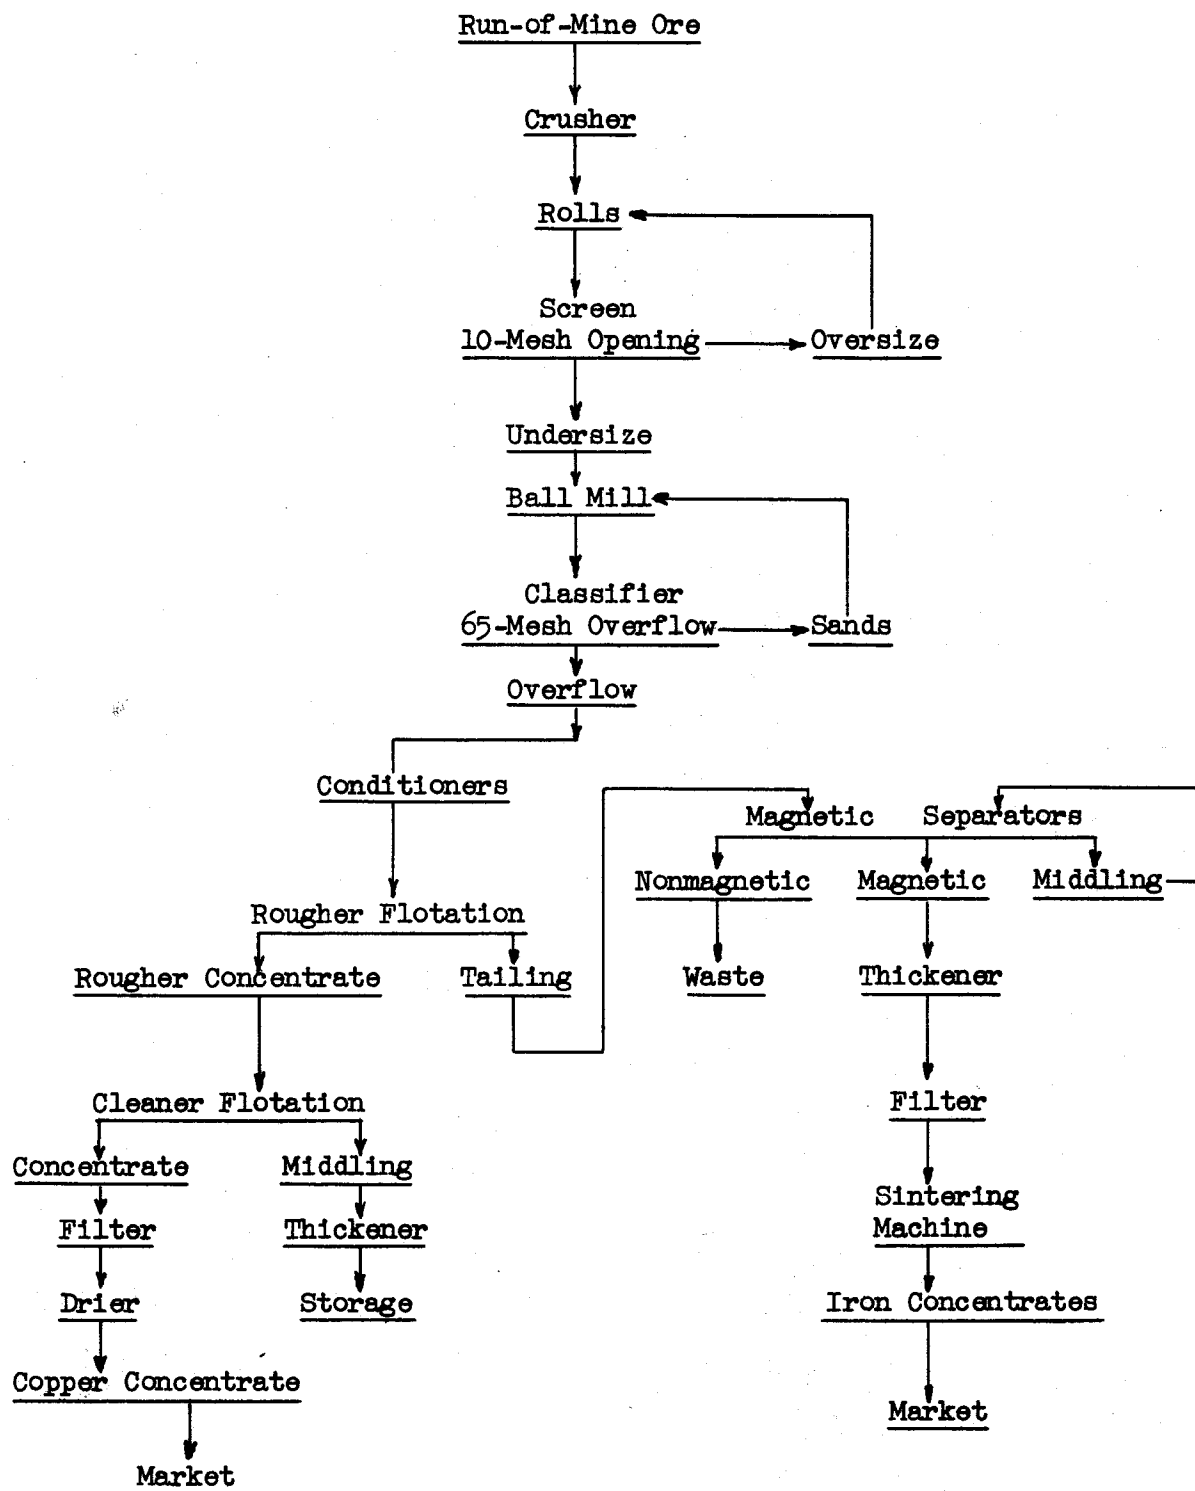 Run-of-Mine Ore
Crusher
Rolls
Screen
10-Mesh Opening
Oversize
Undersize
Ball Mill
Classifier
65-Mesh Overflow
Sands
Overflow
Conditioners
Magnetic Separators
Nonmagnetic
Magnetic
Middling
Rougher Flotation
Rougher Concentrate
Tailing
Waste
Thickener
Cleaner Flotation
Filter
Concentrate
Middling
Sintering
Machine
Filter
Thickener
Drier
Storage
Iron Concentrates
Copper Concentrate
Market
Market